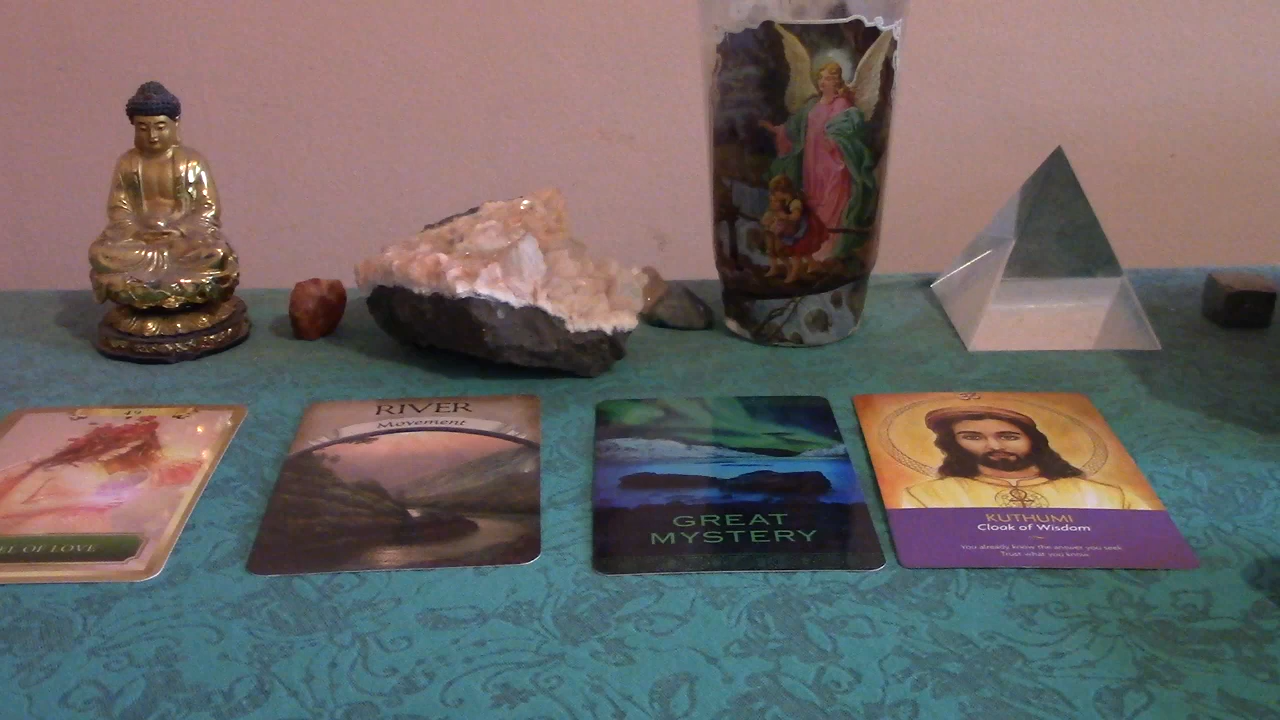 19
EL OF LOVE
RIVER
Movement
GREAT
MYSTERY
ॐ
KUTHUMI
Cloak of Wisdom
You already know the answer you seek.
Trust what you know.